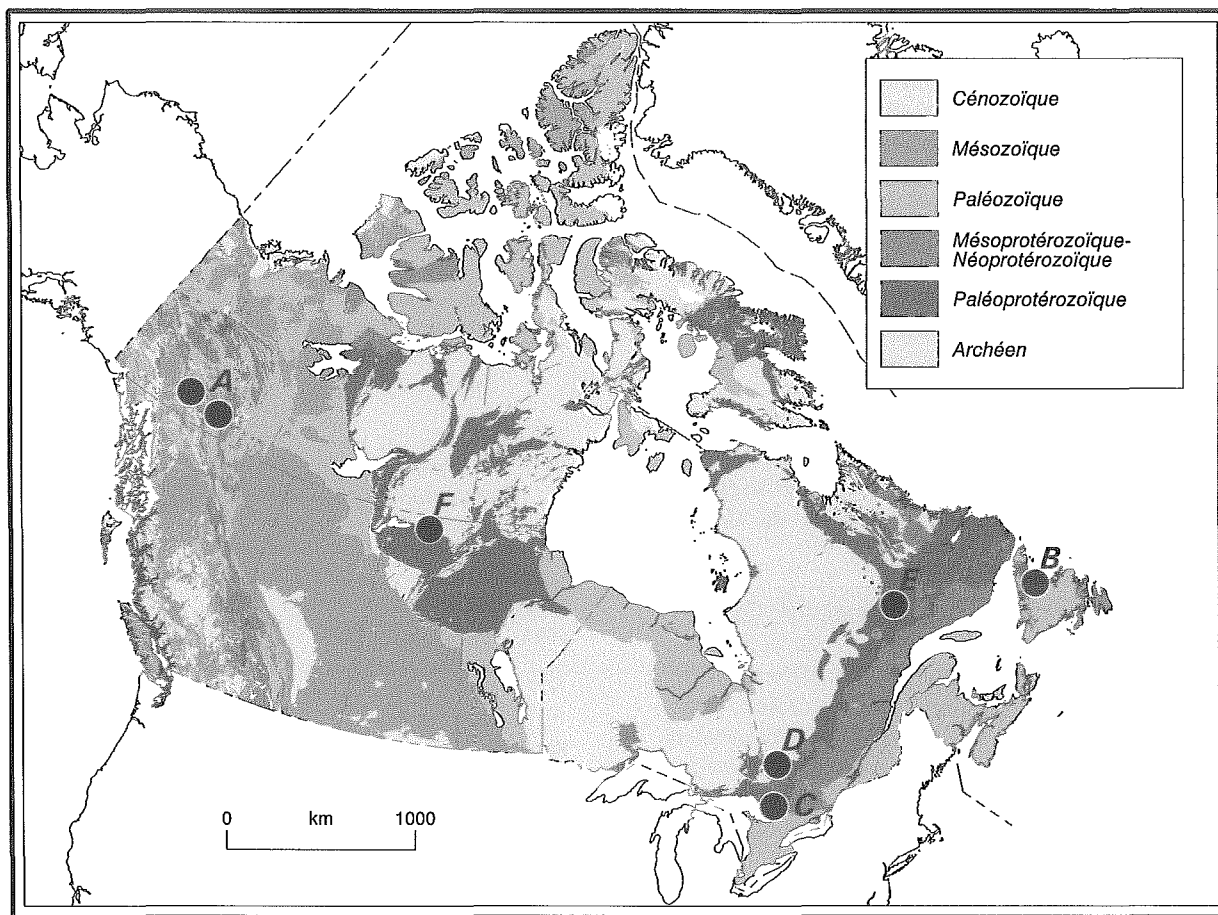 Cénozoïque
Mésozoïque
Paléozoïque
Mésoprotérozoïque-
Néoprotérozoïque
Paléoprotérozoïque
Archéen
A
F
B
E
D
C
0 km 1000